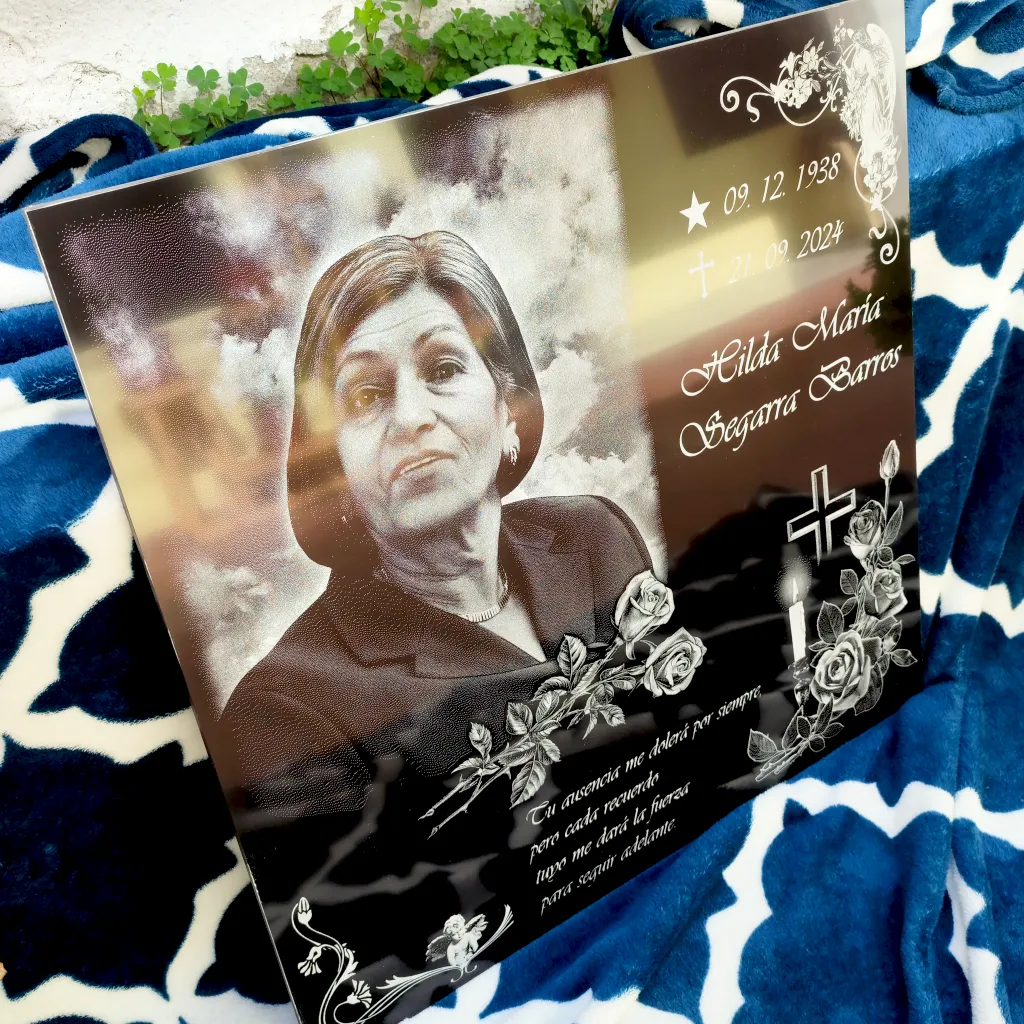 09. 12. 1938
21. 09. 2024
Hilda María
Segarra Barros
Tu ausencia me dolerá por siempre,
pero cada recuerdo
tuyo me dará la fuerza
para seguir adelante.